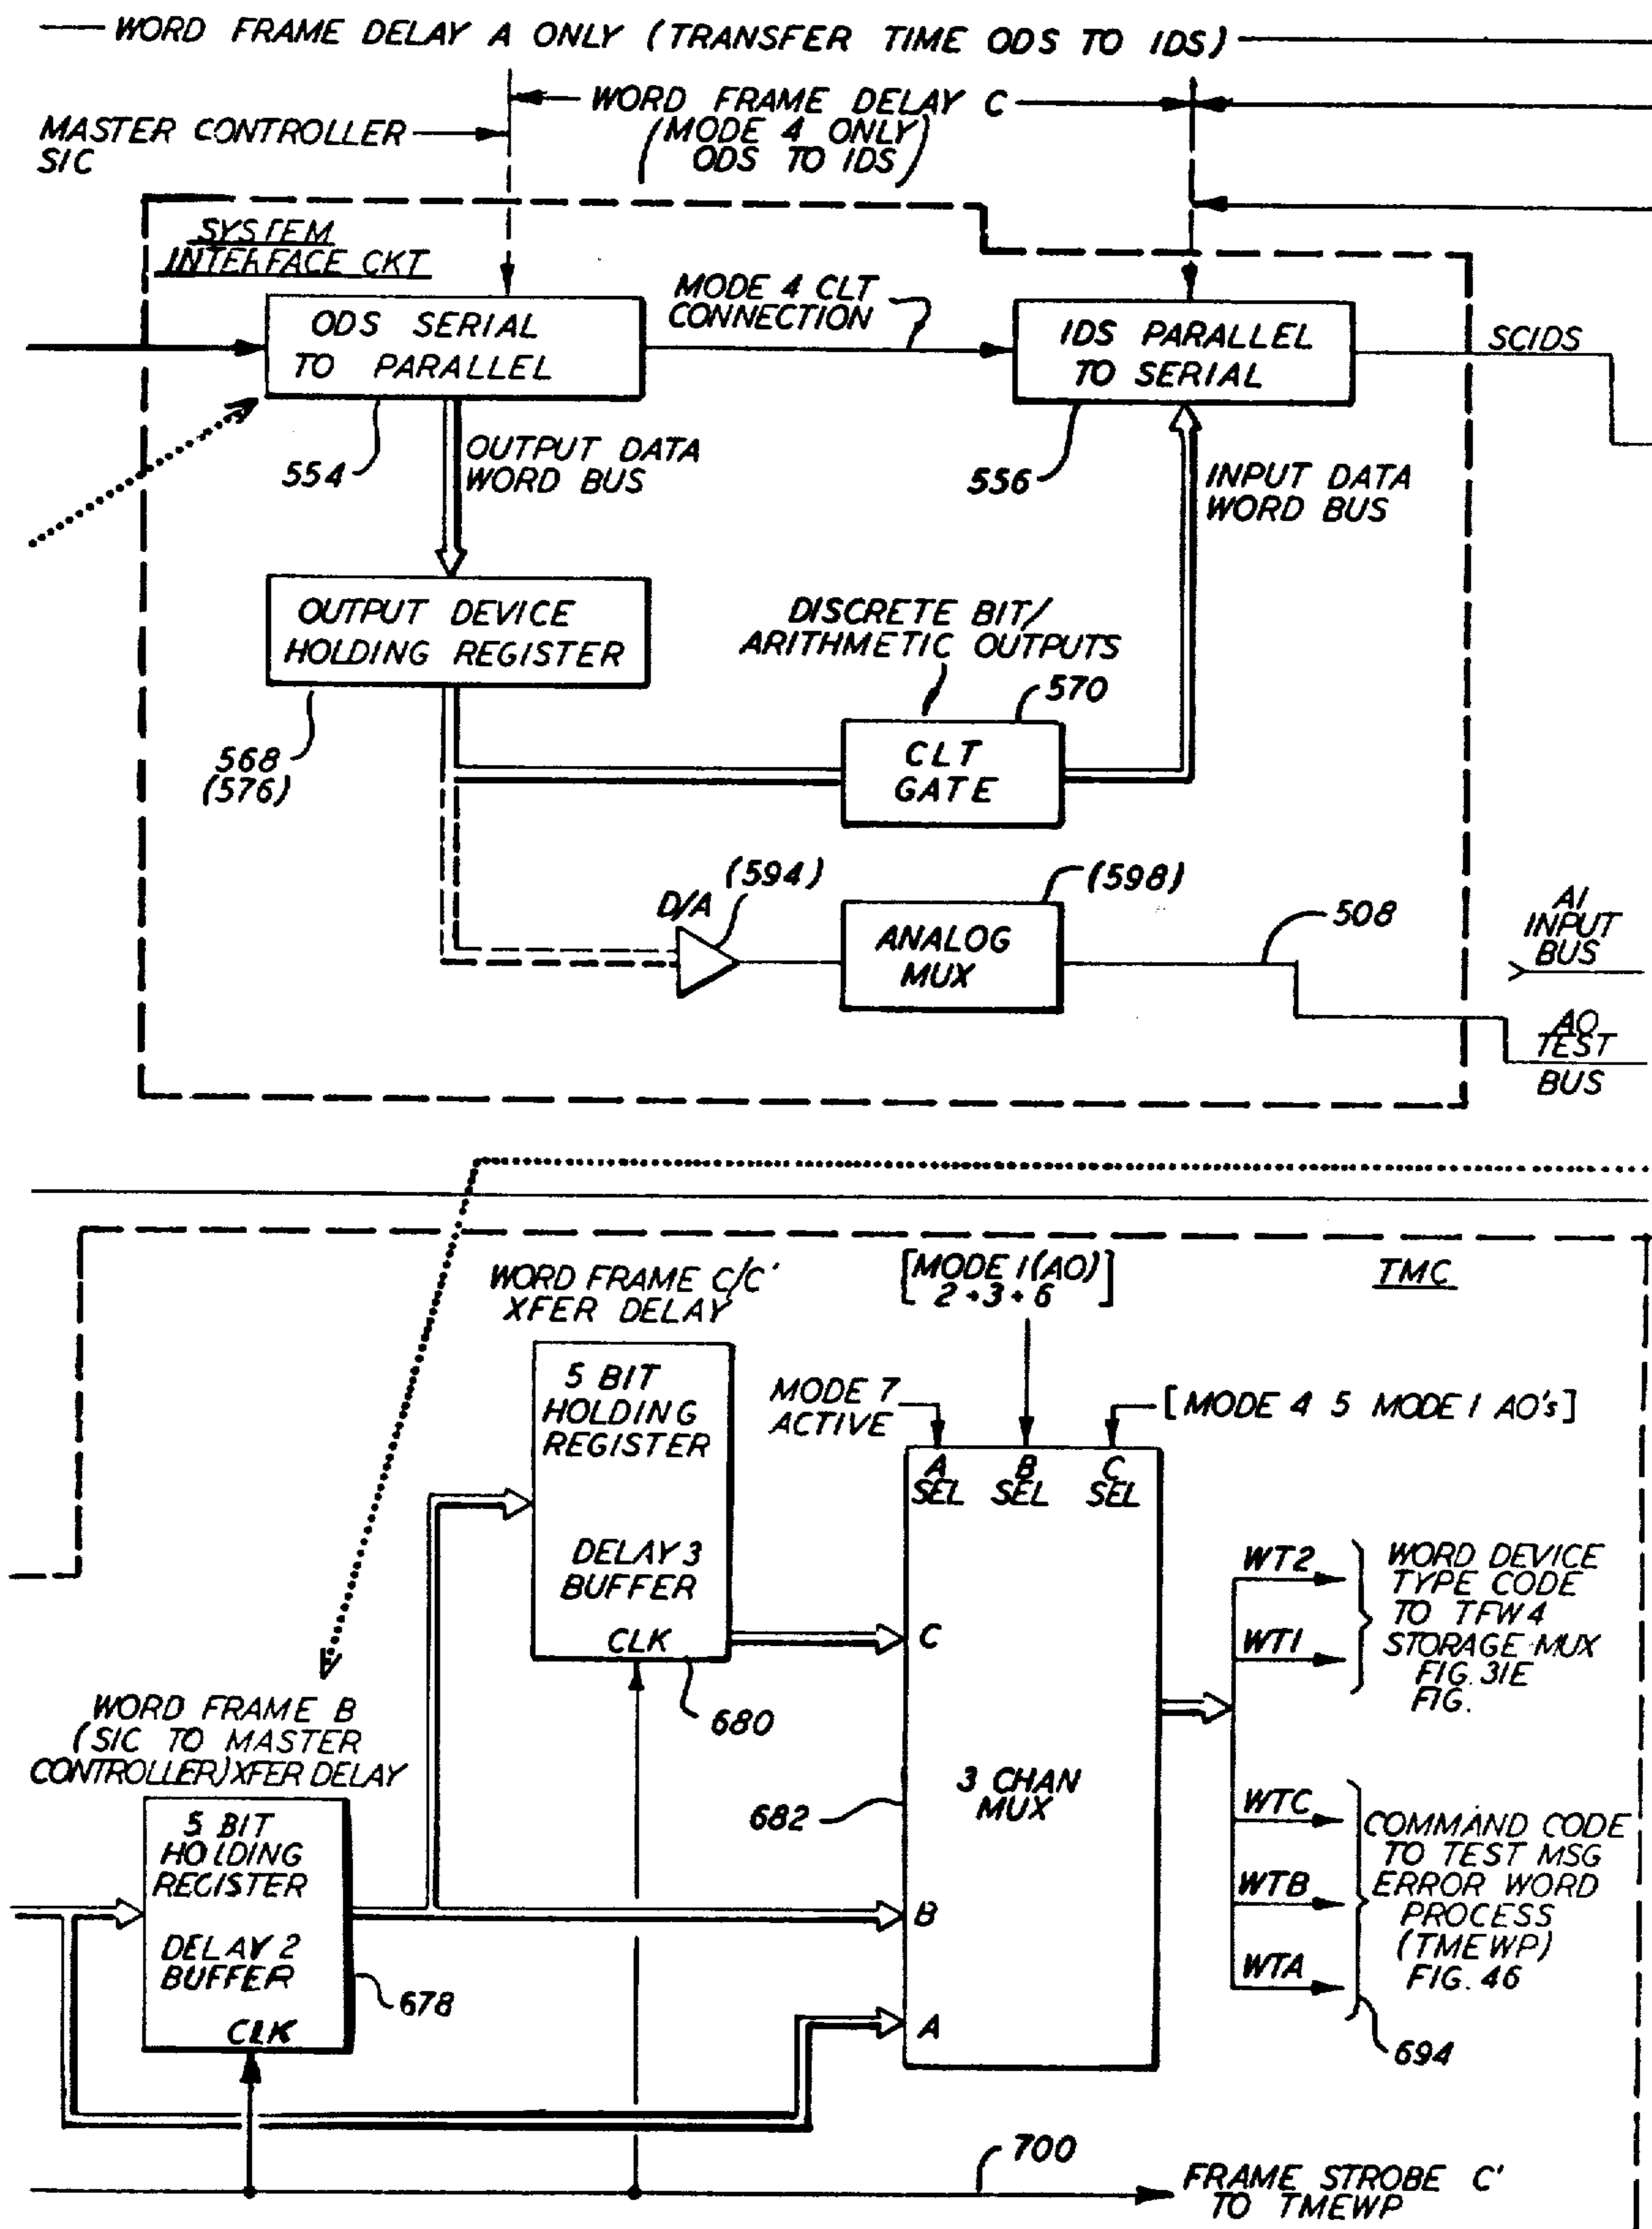 WORD FRAME DELAY A ONLY (TRANSFER TIME ODS TO IDS)
WORD FRAME DELAY C
(MODE 4 ONLY)
ODS TO IDS)
MASTER CONTROLLER
SIC
SYSTEM
INTERFACE CKT
ODS SERIAL
TO PARALLEL
MODE 4 CLT
CONNECTION
IDS PARALLEL
TO SERIAL
SCIDS
554
OUTPUT DATA
WORD BUS
556
INPUT DATA
WORD BUS
OUTPUT DEVICE
HOLDING REGISTER
DISCRETE BIT/
ARITHMETIC OUTPUTS
570
568
(576)
CLT
GATE
D/A
(594)
(598)
ANALOG
MUX
508
AI
INPUT
BUS
AO
TEST
BUS
WORD FRAME C/C'
XFER DELAY
[MODE 1(AO)
2+3+6]
TMC
5 BIT
HOLDING
REGISTER
DELAY 3
BUFFER
CLK
680
MODE 7
ACTIVE
[MODE 4 5 MODE 1 AO's]
A
SEL
B
SEL
C
SEL
C
B
A
3 CHAN
MUX
682
WORD FRAME B
(SIC TO MASTER
CONTROLLER) XFER DELAY
5 BIT
HOLDING
REGISTER
DELAY 2
BUFFER
CLK
678
WT2
WT1
WORD DEVICE
TYPE CODE
TO TFW4
STORAGE MUX
FIG. 31E
FIG.
WTC
WTB
WTA
COMMAND CODE
TO TEST MSG
ERROR WORD
PROCESS
(TMEWP)
FIG. 46
694
700
FRAME STROBE C'
TO TMEWP